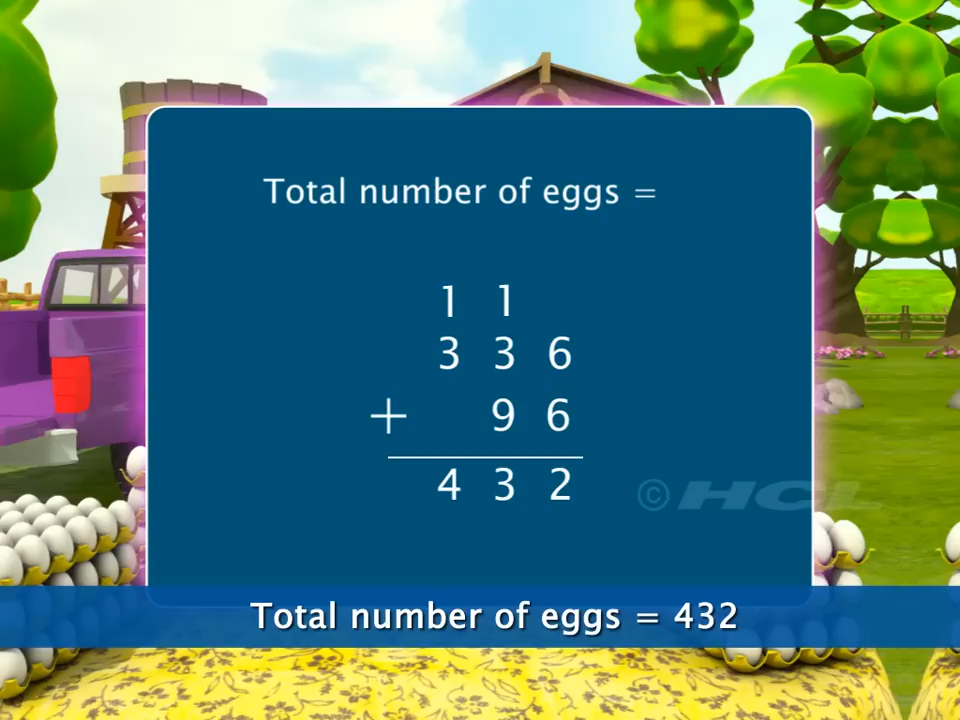 Total number of eggs =
1 1
3 3 6
+ 9 6
4 3 2
© HCL
Total number of eggs = 432